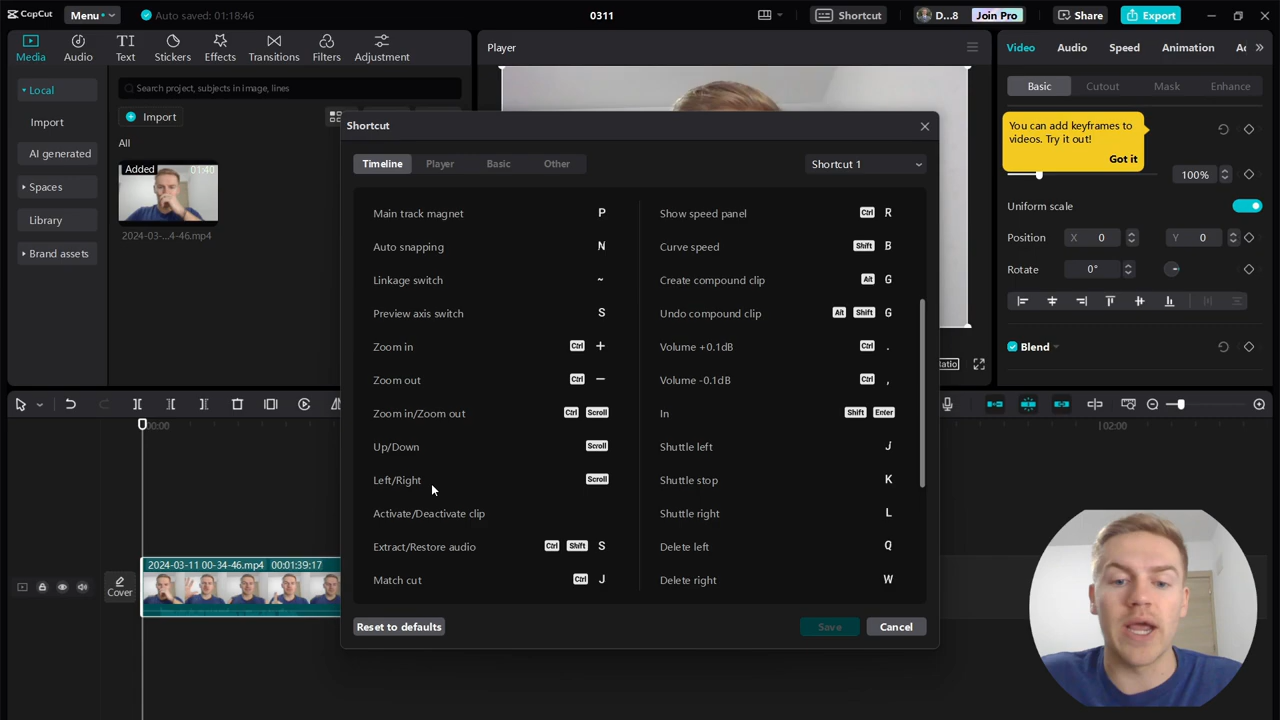 CapCut
Menu
Auto saved: 01:18:46
0311
Shortcut
D...8
Join Pro
Share
Export
Media
Audio
Text
Stickers
Effects
Transitions
Filters
Adjustment
Player
Video
Audio
Speed
Animation
Local
Import
AI generated
Spaces
Library
Brand assets
Search project, subjects in image, lines
Import
All
Added
01:40
2024-03-...4-46.mp4
Basic
Cutout
Mask
Enhance
You can add keyframes to
videos. Try it out!
Got it
100%
Uniform scale
Position X 0 Y 0
Rotate 0°
Blend
Shortcut
Timeline
Player
Basic
Other
Shortcut 1
Main track magnet P
Auto snapping N
Linkage switch ~
Preview axis switch S
Zoom in Ctrl +
Zoom out Ctrl −
Zoom in/Zoom out Ctrl Scroll
Up/Down Scroll
Left/Right Scroll
Activate/Deactivate clip
Extract/Restore audio Ctrl Shift S
Match cut Ctrl J
Show speed panel Ctrl R
Curve speed Shift B
Create compound clip Alt G
Undo compound clip Alt Shift G
Volume +0.1dB Ctrl .
Volume -0.1dB Ctrl ,
In Shift Enter
Shuttle left J
Shuttle stop K
Shuttle right L
Delete left Q
Delete right W
Reset to defaults
Save
Cancel
02:00
Cover
2024-03-11 00-34-46.mp4 00:01:39:17